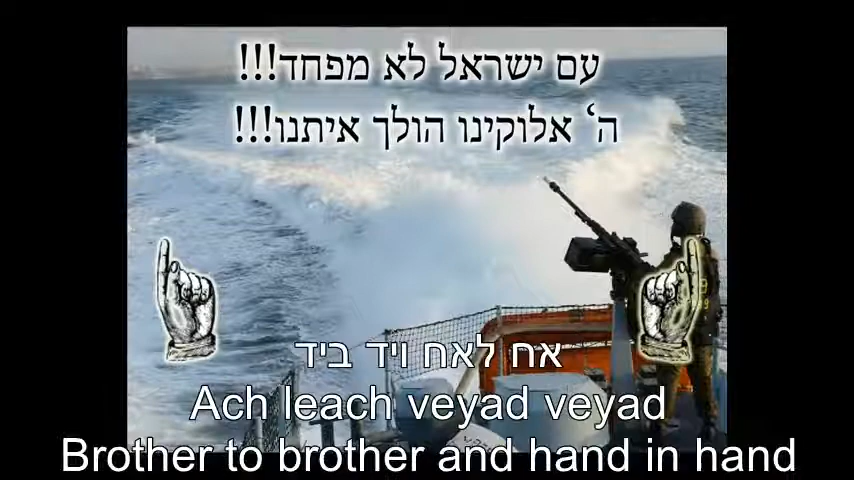 עם ישראל לא מפחד!!!
ה' אלוקינו הולך איתנו!!!
אח לאח ויד ביד
Ach leach veyad veyad
Brother to brother and hand in hand